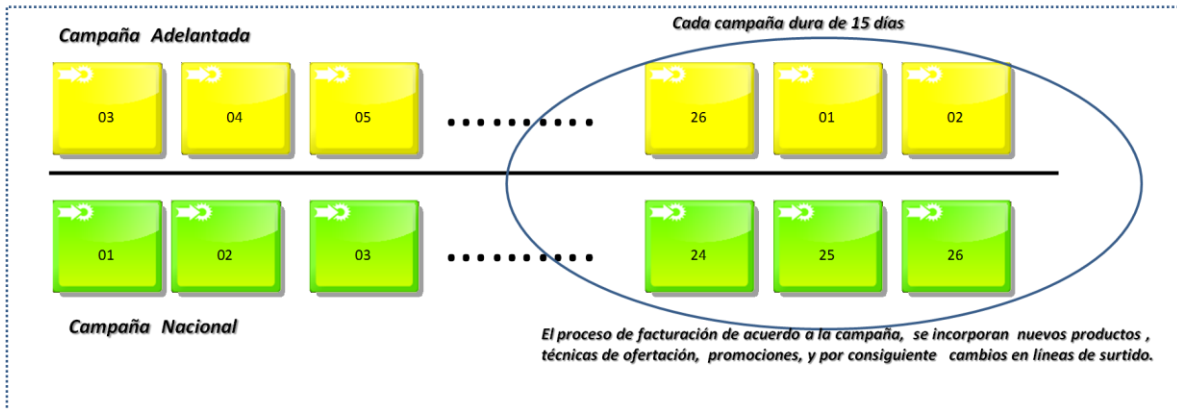 Cada campaña dura de 15 días
Campaña Adelantada
03 04 05 .......... 26 01 02
01 02 03 .......... 24 25 26
Campaña Nacional
El proceso de facturación de acuerdo a la campaña, se incorporan nuevos productos ,
técnicas de ofertación, promociones, y por consiguiente cambios en líneas de surtido.